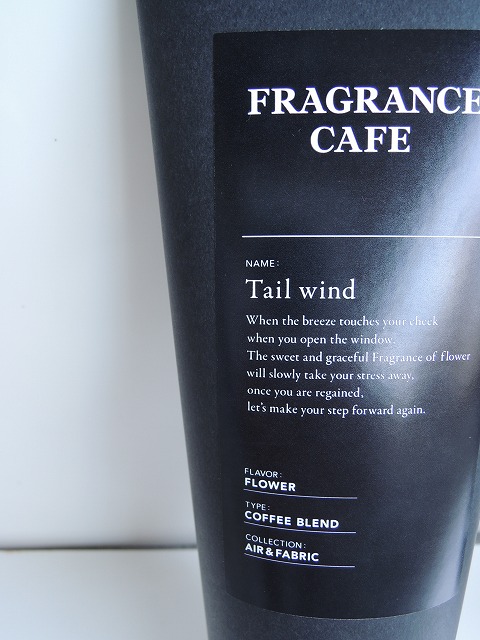 FRAGRANCE
CAFE
NAME:
Tail wind
When the breeze touches your cheek
when you open the window.
The sweet and graceful Fragrance of flower
will slowly take your stress away,
once you are regained,
let's make your step forward again.
FLAVOR:
FLOWER
TYPE:
COFFEE BLEND
COLLECTION:
AIR & FABRIC